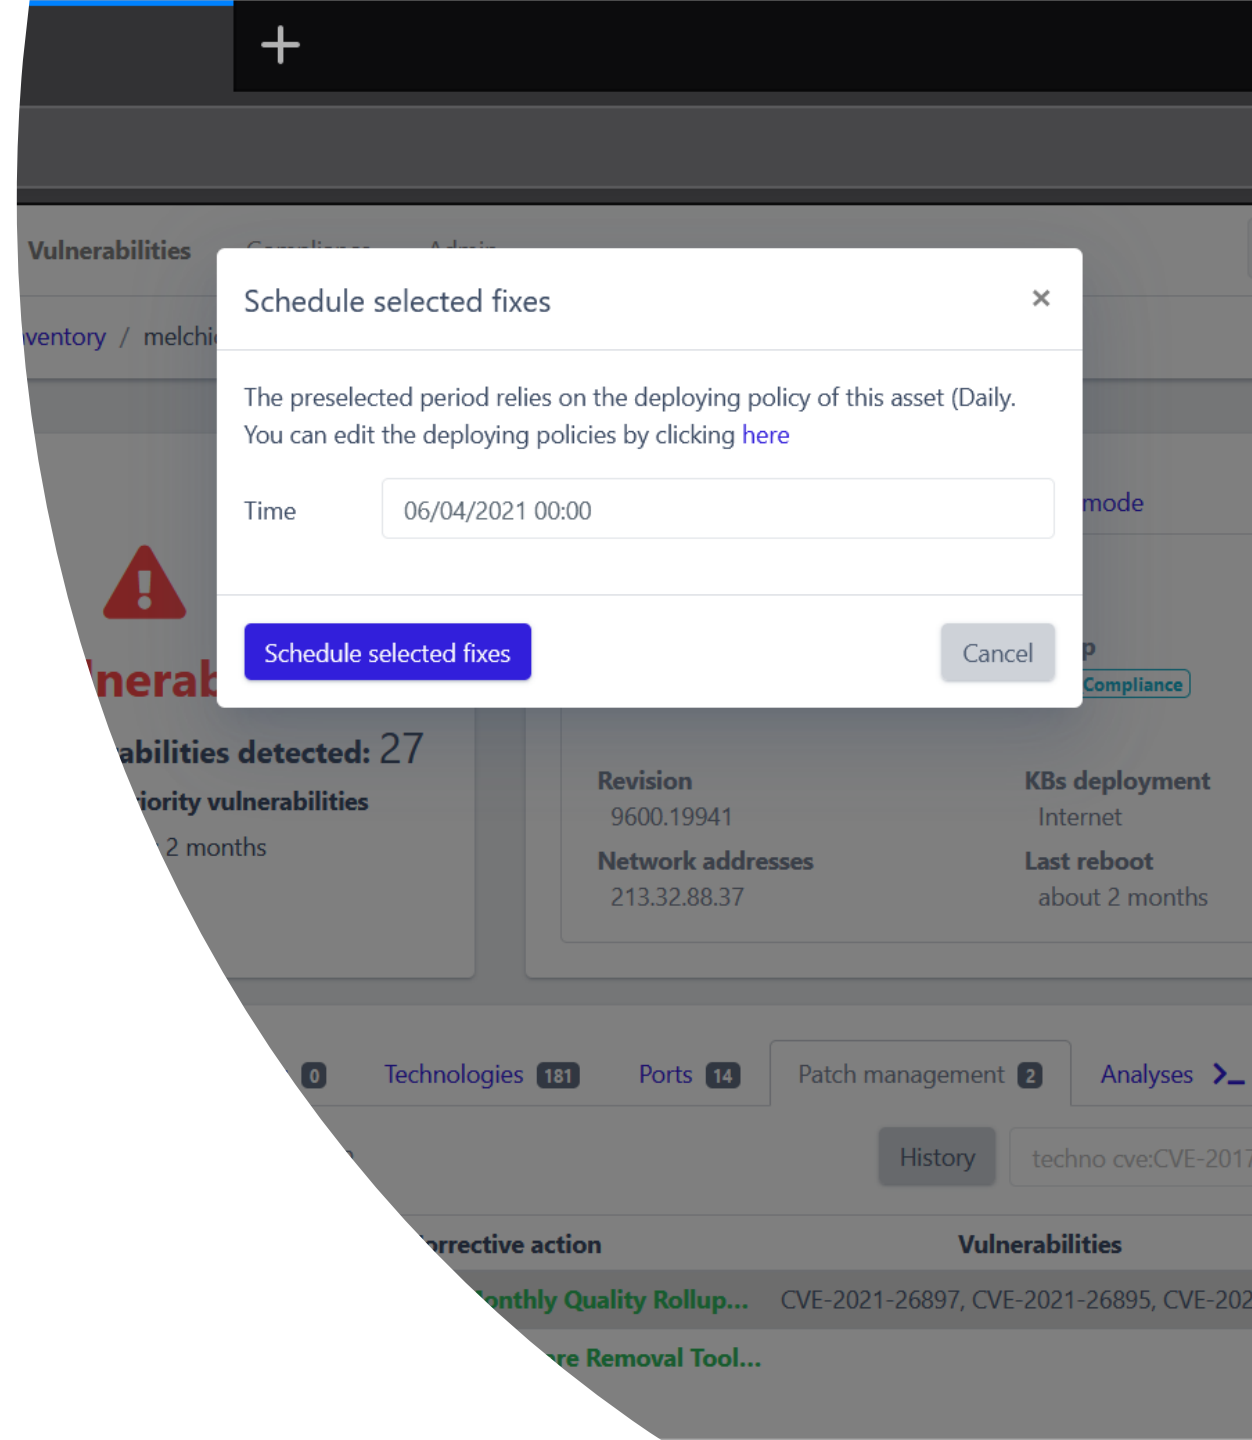 Vulnerabilities Compliance Admin
Schedule selected fixes ×
ventory / melchi
The preselected period relies on the deploying policy of this asset (Daily.
You can edit the deploying policies by clicking here
Time 06/04/2021 00:00
mode
Schedule selected fixes Cancel
Compliance
abilities detected: 27
iority vulnerabilities
2 months
Revision KBs deployment
9600.19941 Internet
Network addresses Last reboot
213.32.88.37 about 2 months
0 Technologies 181 Ports 14 Patch management 2 Analyses >_
History techno cve:CVE-2017
orrective action Vulnerabilities
onthly Quality Rollup... CVE-2021-26897, CVE-2021-26895, CVE-202
re Removal Tool...